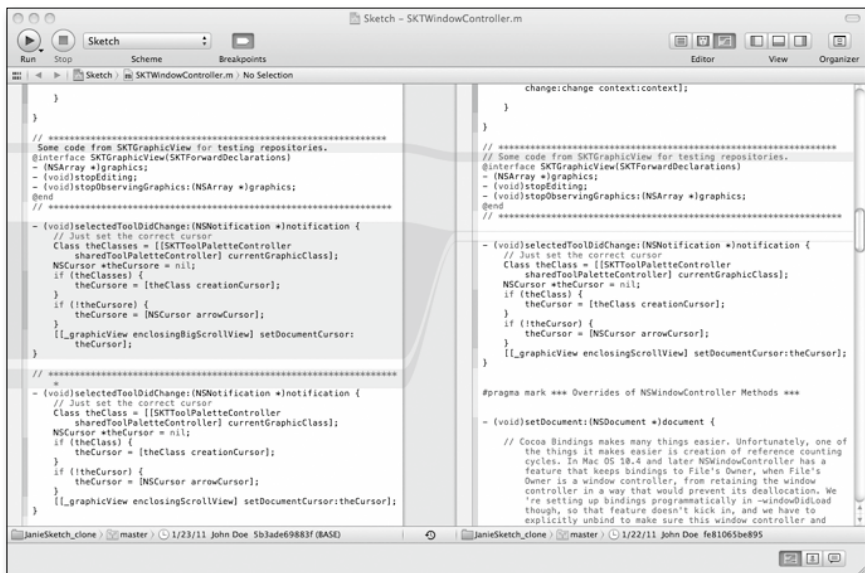 Sketch – SKTWindowController.m
Sketch
Run Stop Scheme Breakpoints Editor View Organizer
Sketch SKTWindowController.m No Selection
}
}
// ****************************************************************
Some code from SKTGraphicView for testing repositories.
@interface SKTGraphicView(SKTForwardDeclarations)
- (NSArray *)graphics;
- (void)stopEditing;
- (void)stopObservingGraphics:(NSArray *)graphics;
@end
// *****************************************************************
- (void)selectedToolDidChange:(NSNotification *)notification {
// Just set the correct cursor
Class theClasses = [[SKTToolPaletteController
sharedToolPaletteController] currentGraphicClass];
NSCursor *theCursore = nil;
if (theClasses) {
theCursore = [theClass creationCursor];
}
if (!theCursore) {
theCursore = [NSCursor arrowCursor];
}
[[_graphicView enclosingBigScrollView] setDocumentCursor:
theCursor];
}
// ******************************************************************
*
- (void)selectedToolDidChange:(NSNotification *)notification {
// Just set the correct cursor
Class theClass = [[SKTToolPaletteController
sharedToolPaletteController] currentGraphicClass];
NSCursor *theCursor = nil;
if (theClass) {
theCursor = [theClass creationCursor];
}
if (!theCursor) {
theCursor = [NSCursor arrowCursor];
}
[[_graphicView enclosingScrollView] setDocumentCursor:theCursor];
}
JanieSketch_clone master 1/23/11 John Doe 5b3ade69883f (BASE)
change:change context:context];
}
}
// ****************************************************************
// Some code from SKTGraphicView for testing repositories.
@interface SKTGraphicView(SKTForwardDeclarations)
- (NSArray *)graphics;
- (void)stopEditing;
- (void)stopObservingGraphics:(NSArray *)graphics;
@end
// *****************************************************************
- (void)selectedToolDidChange:(NSNotification *)notification {
// Just set the correct cursor
Class theClass = [[SKTToolPaletteController
sharedToolPaletteController] currentGraphicClass];
NSCursor *theCursor = nil;
if (theClass) {
theCursor = [theClass creationCursor];
}
if (!theCursor) {
theCursor = [NSCursor arrowCursor];
}
[[_graphicView enclosingScrollView] setDocumentCursor:theCursor];
}
#pragma mark *** Overrides of NSWindowController Methods ***
- (void)setDocument:(NSDocument *)document {
// Cocoa Bindings makes many things easier. Unfortunately, one of
the things it makes easier is creation of reference counting
cycles. In Mac OS 10.4 and later NSWindowController has a
feature that keeps bindings to File's Owner, when File's
Owner is a window controller, from retaining the window
controller in a way that would prevent its deallocation. We
're setting up bindings programmatically in -windowDidLoad
though, so that feature doesn't kick in, and we have to
explicitly unbind to make sure this window controller and
JanieSketch_clone master 1/22/11 John Doe fe81065be895